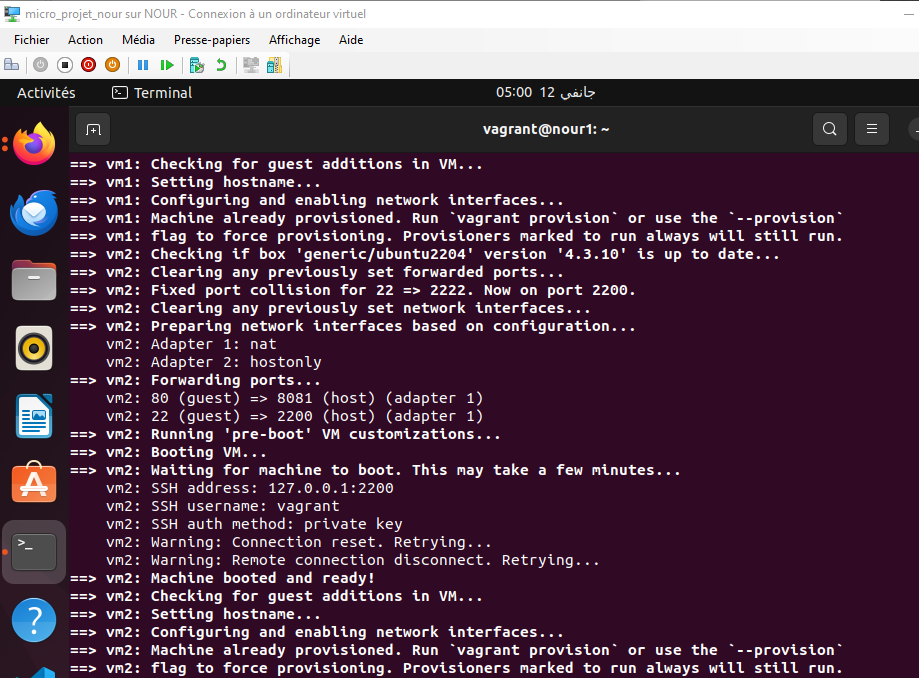 micro_projet_nour sur NOUR - Connexion à un ordinateur virtuel
Fichier Action Média Presse-papiers Affichage Aide
Activités Terminal 05:00 12 جانفي
vagrant@nour1: ~
==> vm1: Checking for guest additions in VM...
==> vm1: Setting hostname...
==> vm1: Configuring and enabling network interfaces...
==> vm1: Machine already provisioned. Run `vagrant provision` or use the `--provision`
==> vm1: flag to force provisioning. Provisioners marked to run always will still run.
==> vm2: Checking if box 'generic/ubuntu2204' version '4.3.10' is up to date...
==> vm2: Clearing any previously set forwarded ports...
==> vm2: Fixed port collision for 22 => 2222. Now on port 2200.
==> vm2: Clearing any previously set network interfaces...
==> vm2: Preparing network interfaces based on configuration...
vm2: Adapter 1: nat
vm2: Adapter 2: hostonly
==> vm2: Forwarding ports...
vm2: 80 (guest) => 8081 (host) (adapter 1)
vm2: 22 (guest) => 2200 (host) (adapter 1)
==> vm2: Running 'pre-boot' VM customizations...
==> vm2: Booting VM...
==> vm2: Waiting for machine to boot. This may take a few minutes...
vm2: SSH address: 127.0.0.1:2200
vm2: SSH username: vagrant
vm2: SSH auth method: private key
vm2: Warning: Connection reset. Retrying...
vm2: Warning: Remote connection disconnect. Retrying...
==> vm2: Machine booted and ready!
==> vm2: Checking for guest additions in VM...
==> vm2: Setting hostname...
==> vm2: Configuring and enabling network interfaces...
==> vm2: Machine already provisioned. Run `vagrant provision` or use the `--provision`
==> vm2: flag to force provisioning. Provisioners marked to run always will still run.